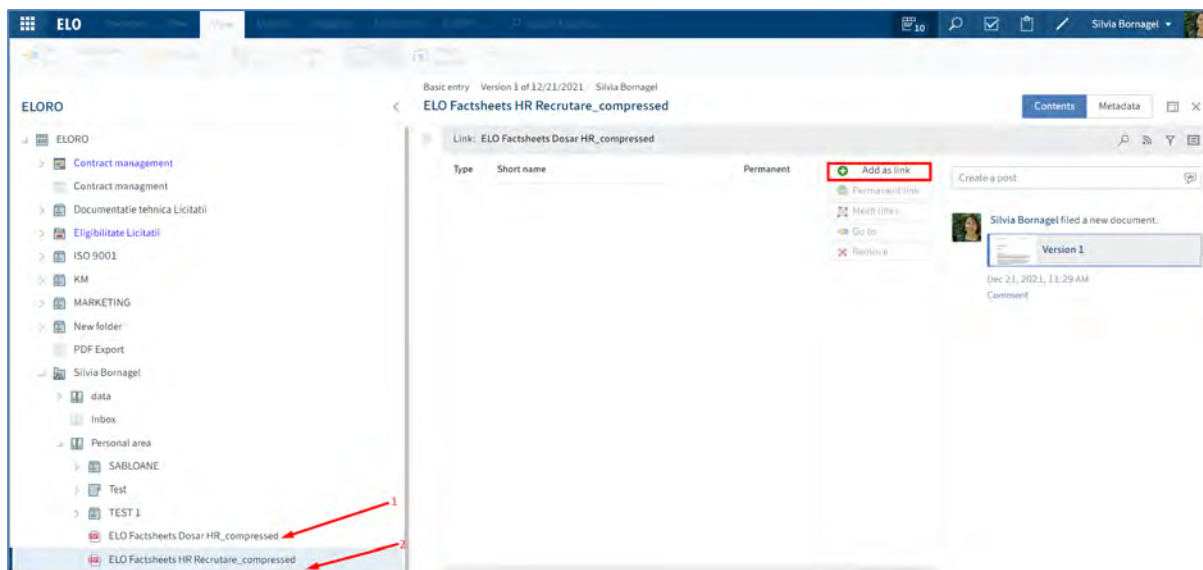 ELO
View
10
Silvia Bornagel
ELORO
Basic entry Version 1 of 12/21/2021 Silvia Bornagel
ELO Factsheets HR Recrutare_compressed
Contents
Metadata
Link: ELO Factsheets Dosar HR_compressed
Type
Short name
Permanent
Add as link
Permanent link
Mesh links
Go to
Remove
ELORO
Contract management
Contract managment
Documentatie tehnica Licitatii
Eligibilitate Licitatii
ISO 9001
KM
MARKETING
New folder
PDF Export
Silvia Bornagel
data
Inbox
Personal area
SABLOANE
Test
TEST 1
ELO Factsheets Dosar HR_compressed
1
ELO Factsheets HR Recrutare_compressed
2
Create a post
Silvia Bornagel filed a new document.
Version 1
Dec 21, 2021, 11:29 AM
Comment